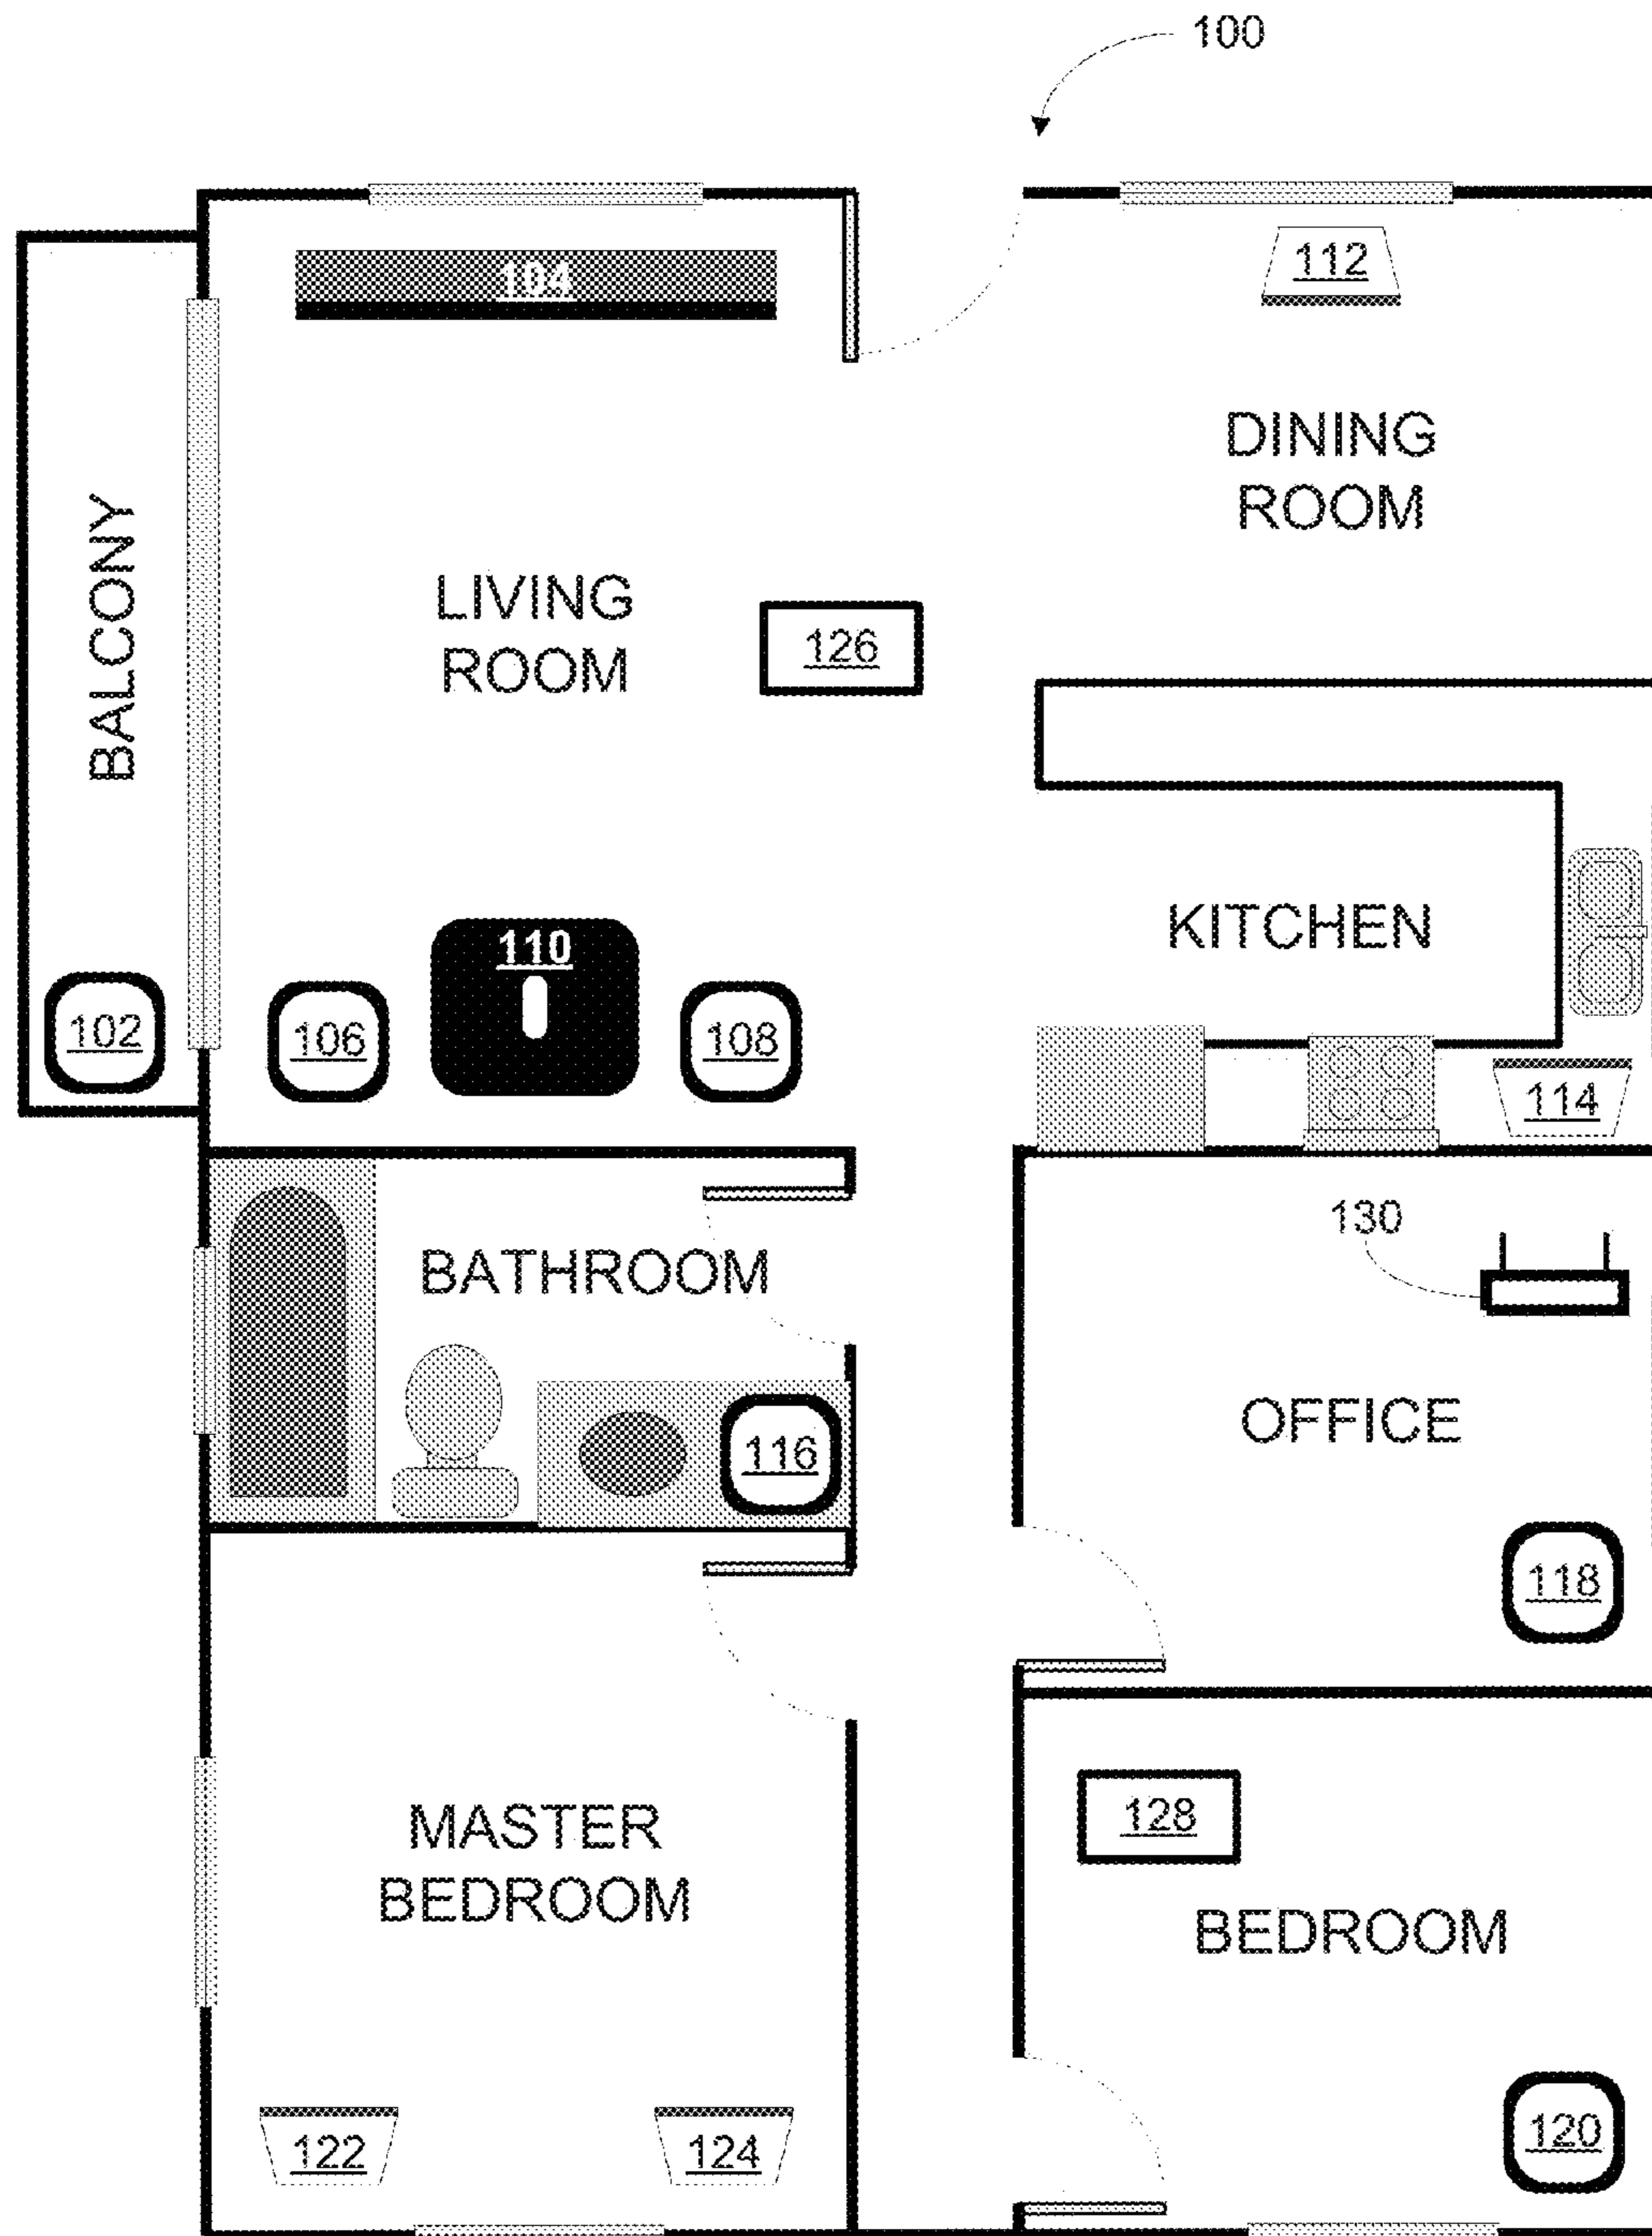 100
104
112
DINING
ROOM
BALCONY
LIVING
ROOM
126
KITCHEN
110
102
106
108
114
130
BATHROOM
OFFICE
116
118
MASTER
BEDROOM
128
BEDROOM
122
124
120